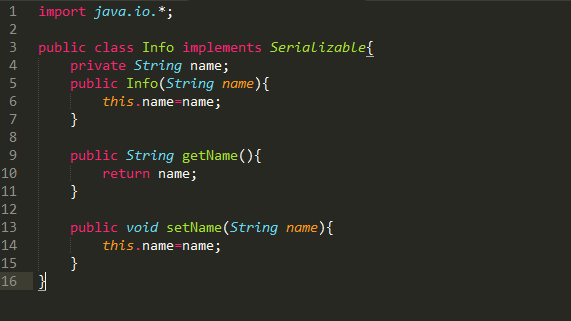 1 import java.io.*;
2
3 public class Info implements Serializable{
4     private String name;
5     public Info(String name){
6         this.name=name;
7     }
8
9     public String getName(){
10         return name;
11     }
12
13     public void setName(String name){
14         this.name=name;
15     }
16 }